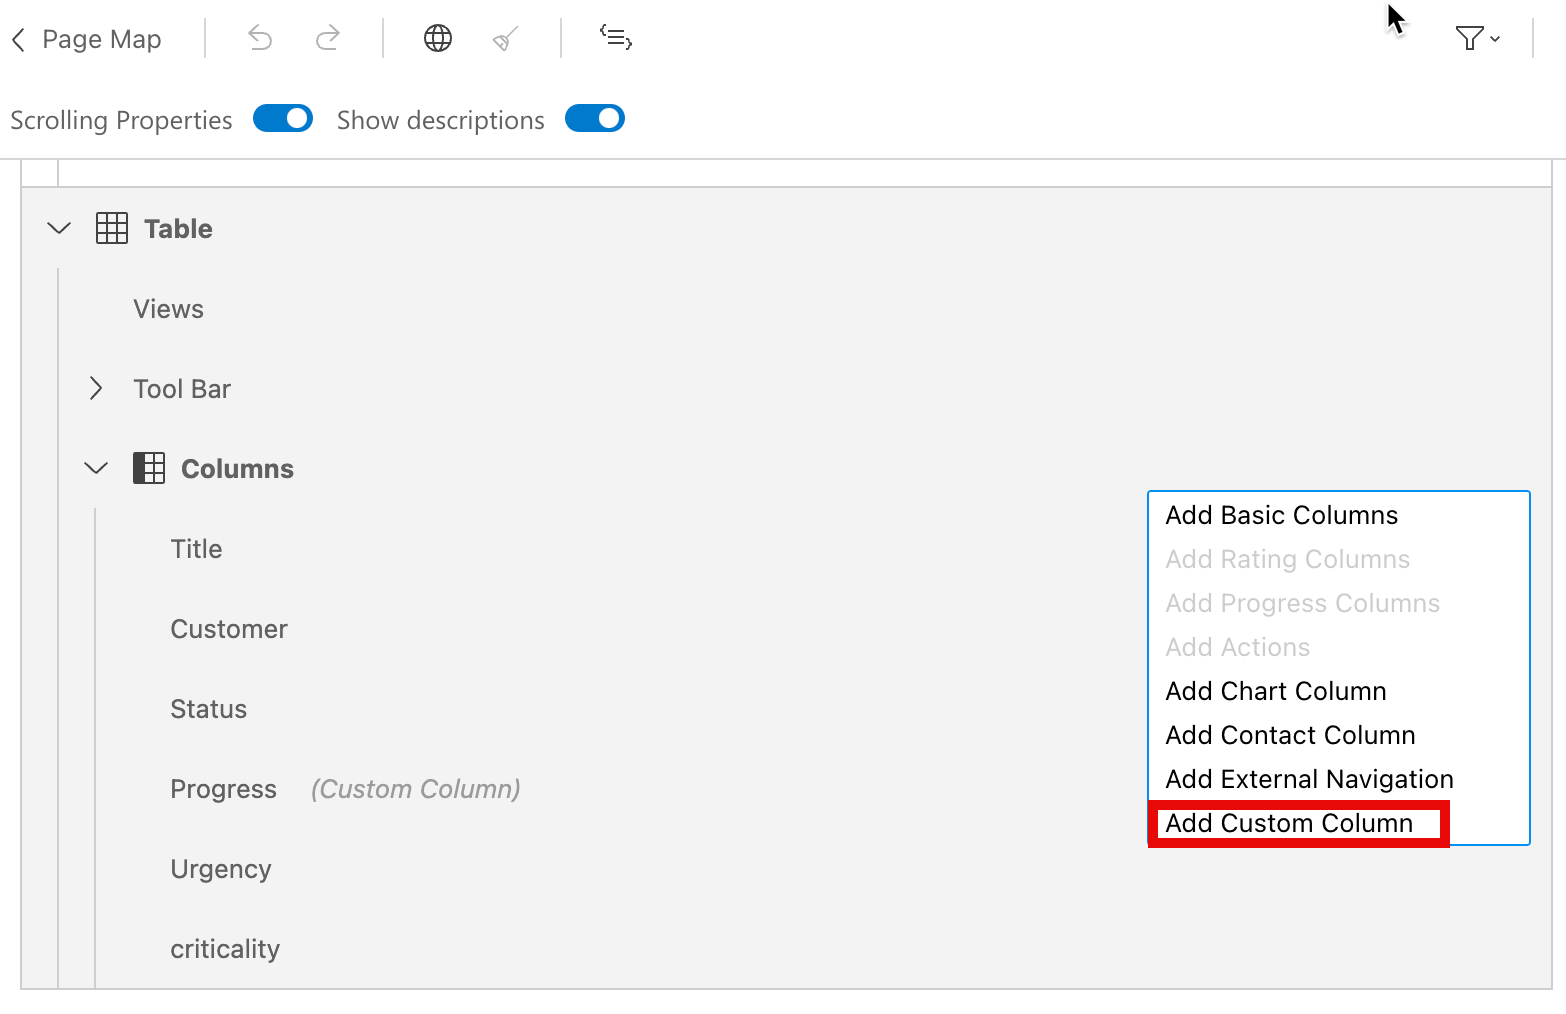 Page Map
Scrolling Properties Show descriptions
Table
Views
Tool Bar
Columns
Title
Customer
Status
Progress (Custom Column)
Urgency
criticality
Add Basic Columns
Add Rating Columns
Add Progress Columns
Add Actions
Add Chart Column
Add Contact Column
Add External Navigation
Add Custom Column